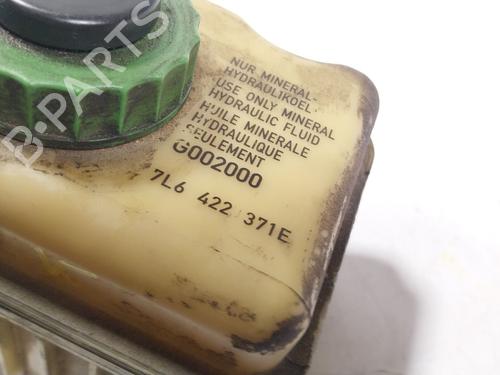 NUR MINERAL-
HYDRAULIKOEL
USE ONLY MINERAL
HYDRAULIC FLUID
HUILE MINERALE
HYDRAULIQUE
SEULEMENT
G002000
7L6 422 371E
B-PARTS